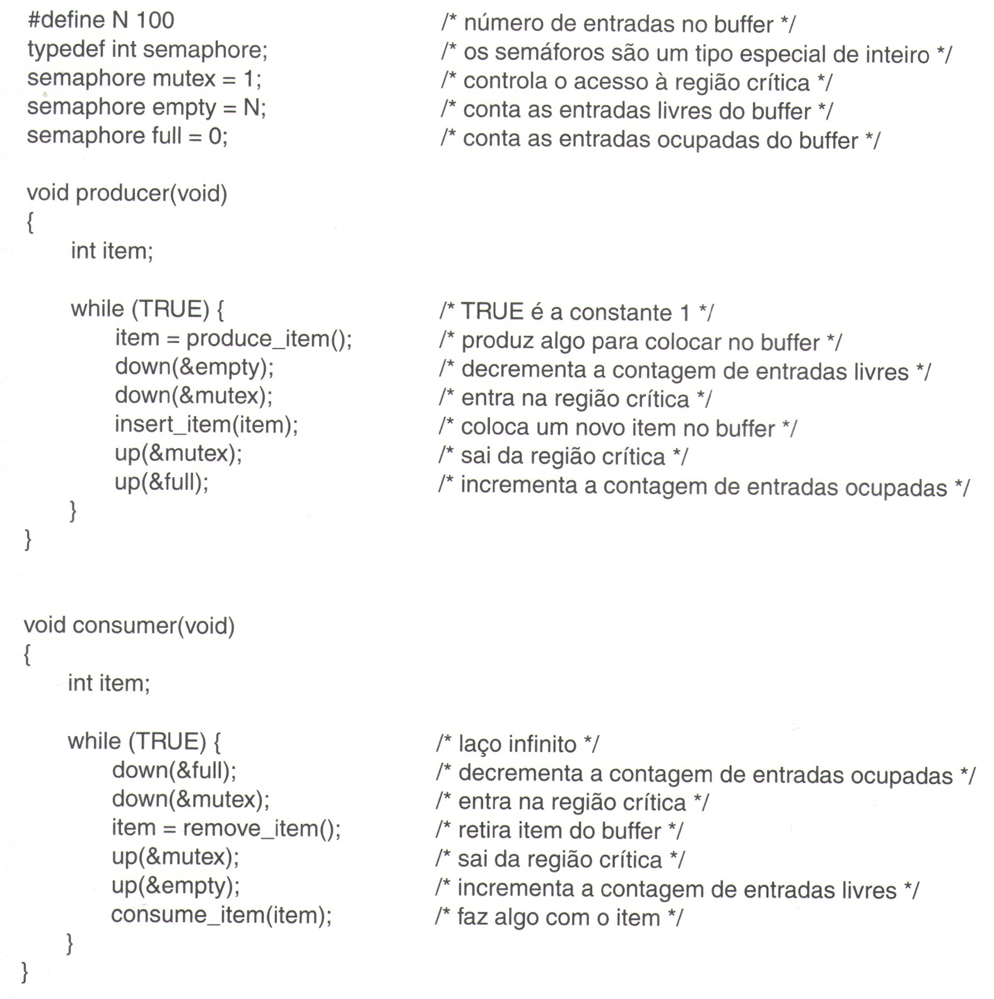 #define N 100 /* número de entradas no buffer */
typedef int semaphore; /* os semáforos são um tipo especial de inteiro */
semaphore mutex = 1; /* controla o acesso à região crítica */
semaphore empty = N; /* conta as entradas livres do buffer */
semaphore full = 0; /* conta as entradas ocupadas do buffer */
void producer(void)
{
int item;
while (TRUE) { /* TRUE é a constante 1 */
item = produce_item(); /* produz algo para colocar no buffer */
down(&empty); /* decrementa a contagem de entradas livres */
down(&mutex); /* entra na região crítica */
insert_item(item); /* coloca um novo item no buffer */
up(&mutex); /* sai da região crítica */
up(&full); /* incrementa a contagem de entradas ocupadas */
}
}
void consumer(void)
{
int item;
while (TRUE) { /* laço infinito */
down(&full); /* decrementa a contagem de entradas ocupadas */
down(&mutex); /* entra na região crítica */
item = remove_item(); /* retira item do buffer */
up(&mutex); /* sai da região crítica */
up(&empty); /* incrementa a contagem de entradas livres */
consume_item(item); /* faz algo com o item */
}
}